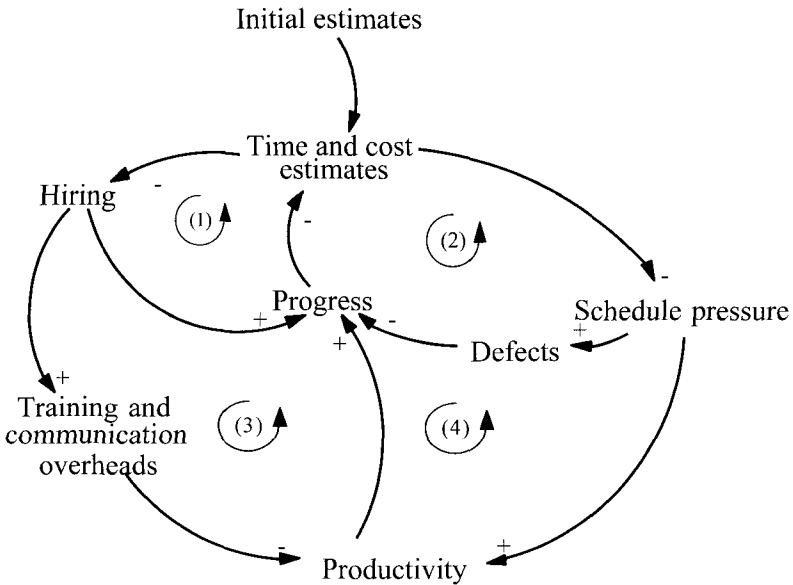 Initial estimates
Time and cost
estimates
-
Hiring
(1)
-
(2)
-
Progress
+
-
Schedule pressure
+
+
Defects
+
Training and
communication
overheads
(3)
(4)
-
+
Productivity